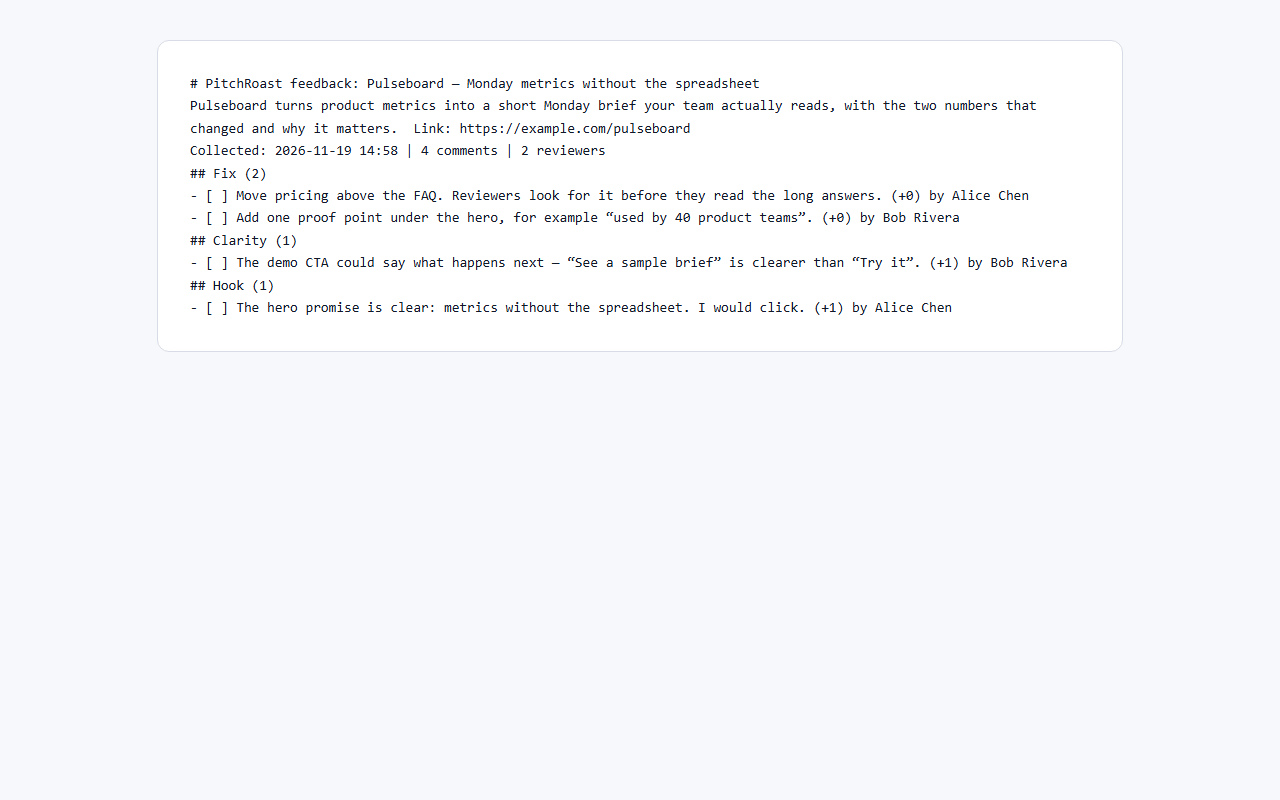 # PitchRoast feedback: Pulseboard — Monday metrics without the spreadsheet
Pulseboard turns product metrics into a short Monday brief your team actually reads, with the two numbers that
changed and why it matters.  Link: https://example.com/pulseboard
Collected: 2026-11-19 14:58 | 4 comments | 2 reviewers
## Fix (2)
- [ ] Move pricing above the FAQ. Reviewers look for it before they read the long answers. (+0) by Alice Chen
- [ ] Add one proof point under the hero, for example “used by 40 product teams”. (+0) by Bob Rivera
## Clarity (1)
- [ ] The demo CTA could say what happens next — “See a sample brief” is clearer than “Try it”. (+1) by Bob Rivera
## Hook (1)
- [ ] The hero promise is clear: metrics without the spreadsheet. I would click. (+1) by Alice Chen